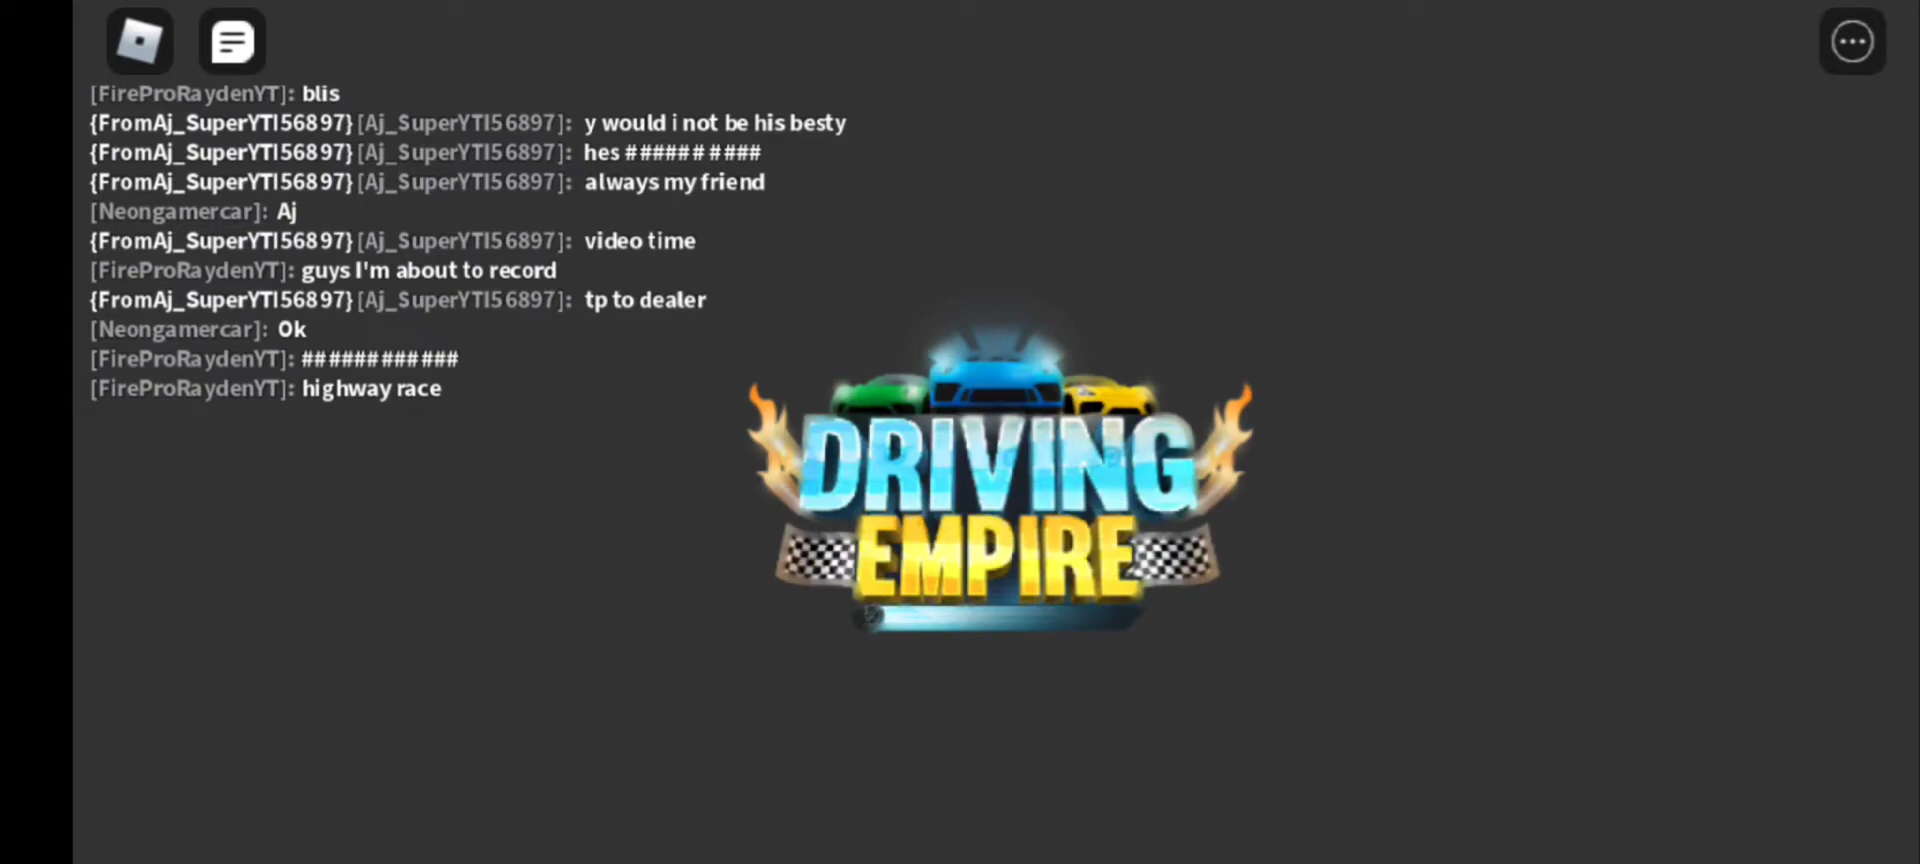 [FireProRaydenYT]: blis
{FromAj_SuperYTI56897} [Aj_SuperYTI56897]: y would i not be his besty
{FromAj_SuperYTI56897} [Aj_SuperYTI56897]: hes ##########
{FromAj_SuperYTI56897} [Aj_SuperYTI56897]: always my friend
[Neongamercar]: Aj
{FromAj_SuperYTI56897} [Aj_SuperYTI56897]: video time
[FireProRaydenYT]: guys I'm about to record
{FromAj_SuperYTI56897} [Aj_SuperYTI56897]: tp to dealer
[Neongamercar]: Ok
[FireProRaydenYT]: ############
[FireProRaydenYT]: highway race
DRIVING
EMPIRE